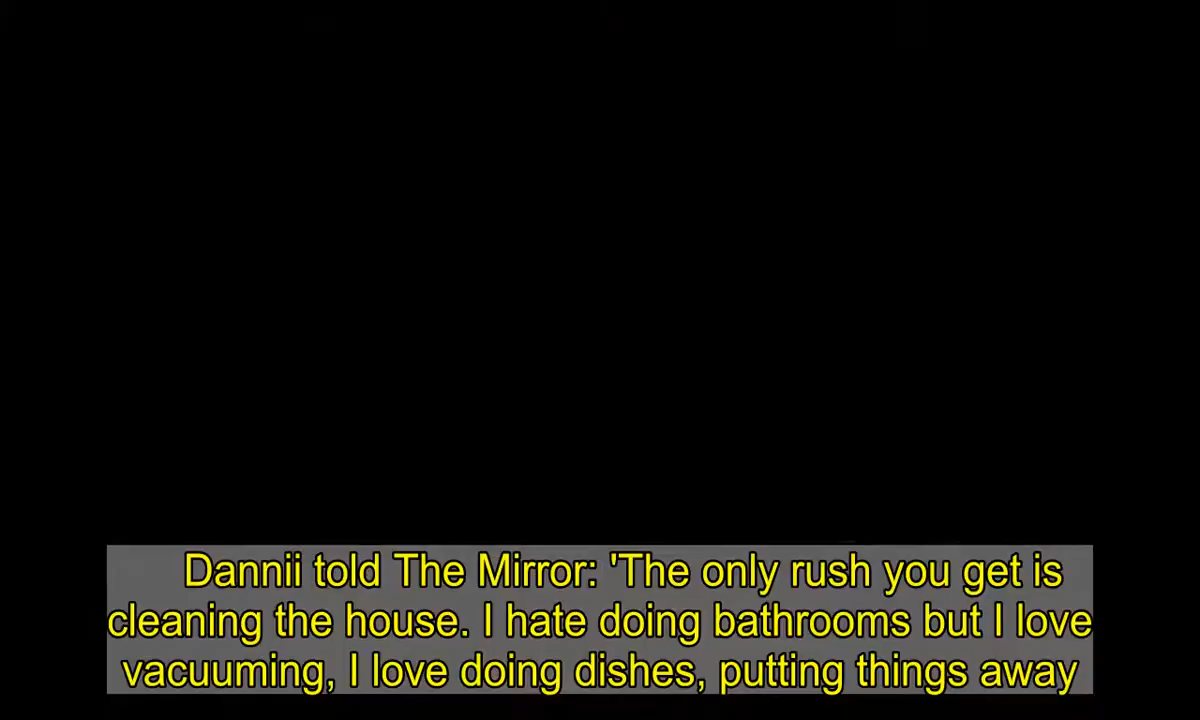 Dannii told The Mirror: 'The only rush you get is
cleaning the house. I hate doing bathrooms but I love
vacuuming, I love doing dishes, putting things away